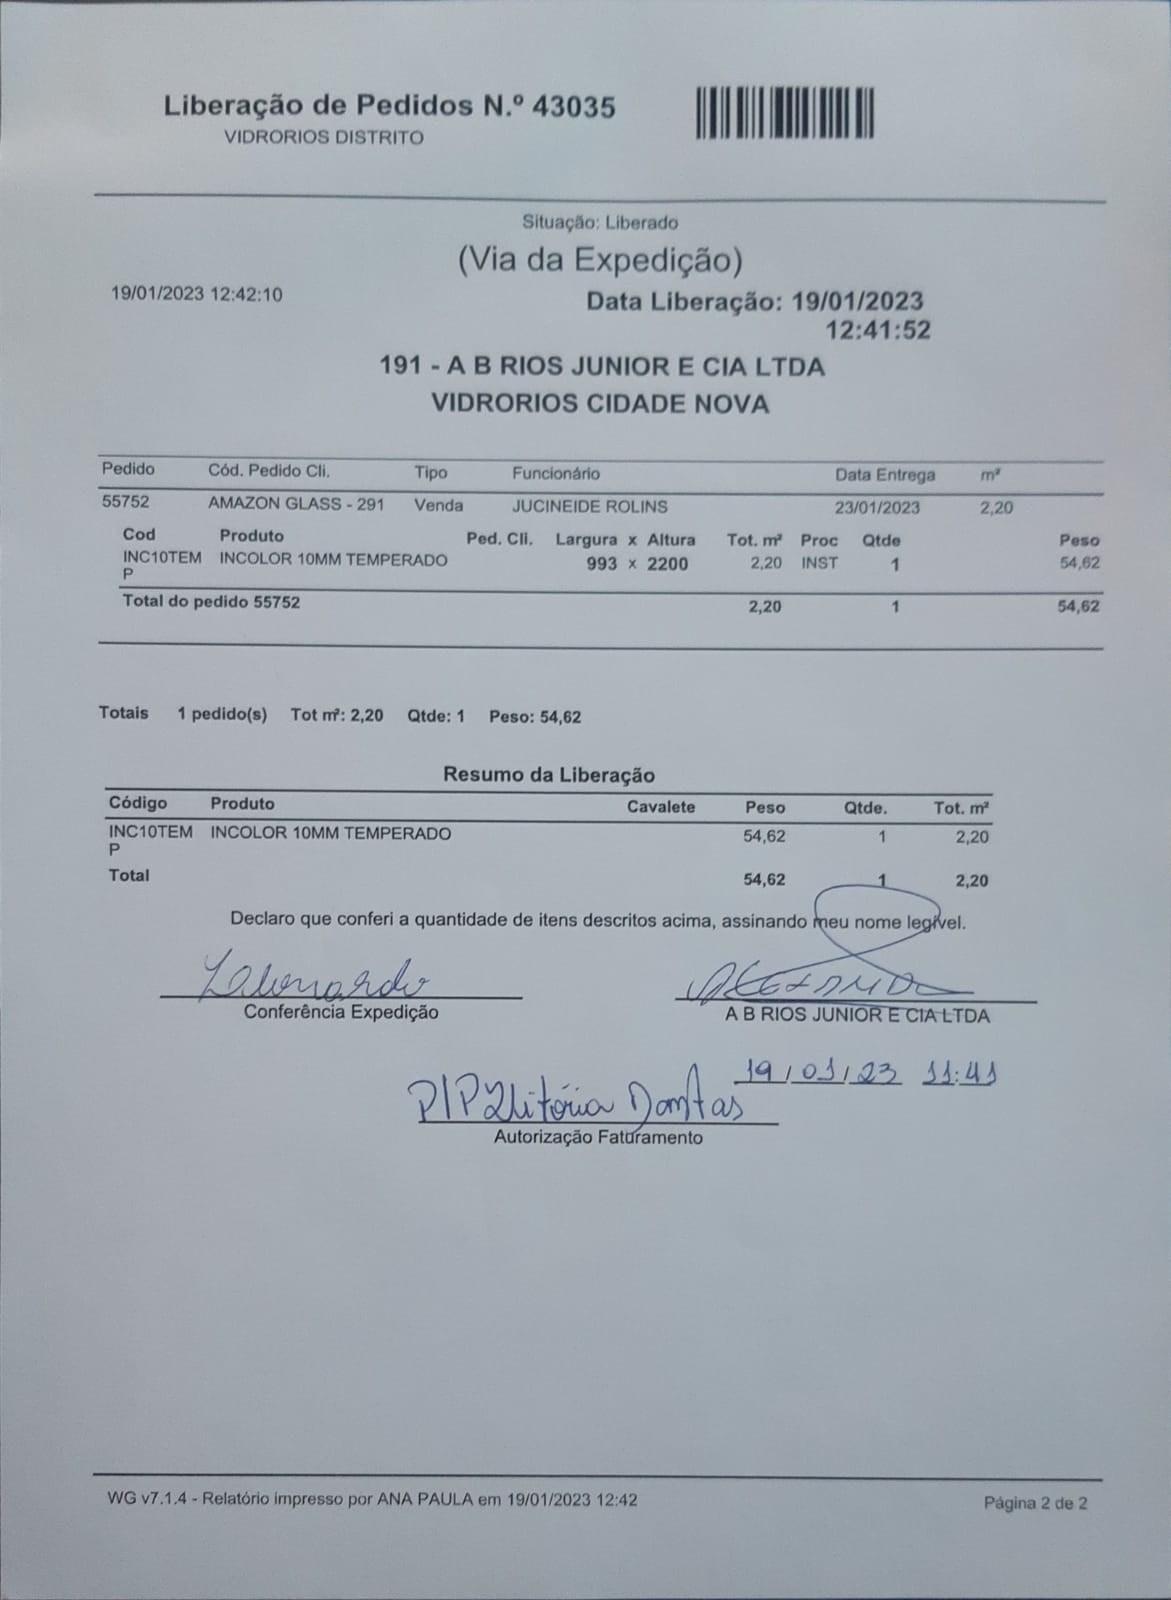 Liberação de Pedidos N.º 43035
VIDRORIOS DISTRITO
Situação: Liberado
(Via da Expedição)
19/01/2023 12:42:10
Data Liberação: 19/01/2023
12:41:52
191 - A B RIOS JUNIOR E CIA LTDA
VIDRORIOS CIDADE NOVA
Pedido Cód. Pedido Cli. Tipo Funcionário Data Entrega m²
55752 AMAZON GLASS - 291 Venda JUCINEIDE ROLINS 23/01/2023 2,20
Cod Produto Ped. Cli. Largura x Altura Tot. m² Proc Qtde Peso
INC10TEM INCOLOR 10MM TEMPERADO 993 x 2200 2,20 INST 1 54,62
P
Total do pedido 55752 2,20 1 54,62
Totais 1 pedido(s) Tot m²: 2,20 Qtde: 1 Peso: 54,62
Resumo da Liberação
Código Produto Cavalete Peso Qtde. Tot. m²
INC10TEM INCOLOR 10MM TEMPERADO 54,62 1 2,20
P
Total 54,62 1 2,20
Declaro que conferi a quantidade de itens descritos acima, assinando meu nome legível.
Conferência Expedição A B RIOS JUNIOR E CIA LTDA
19/01/23 11:41
P/P Vitória Dantas
Autorização Faturamento
WG v7.1.4 - Relatório impresso por ANA PAULA em 19/01/2023 12:42
Página 2 de 2